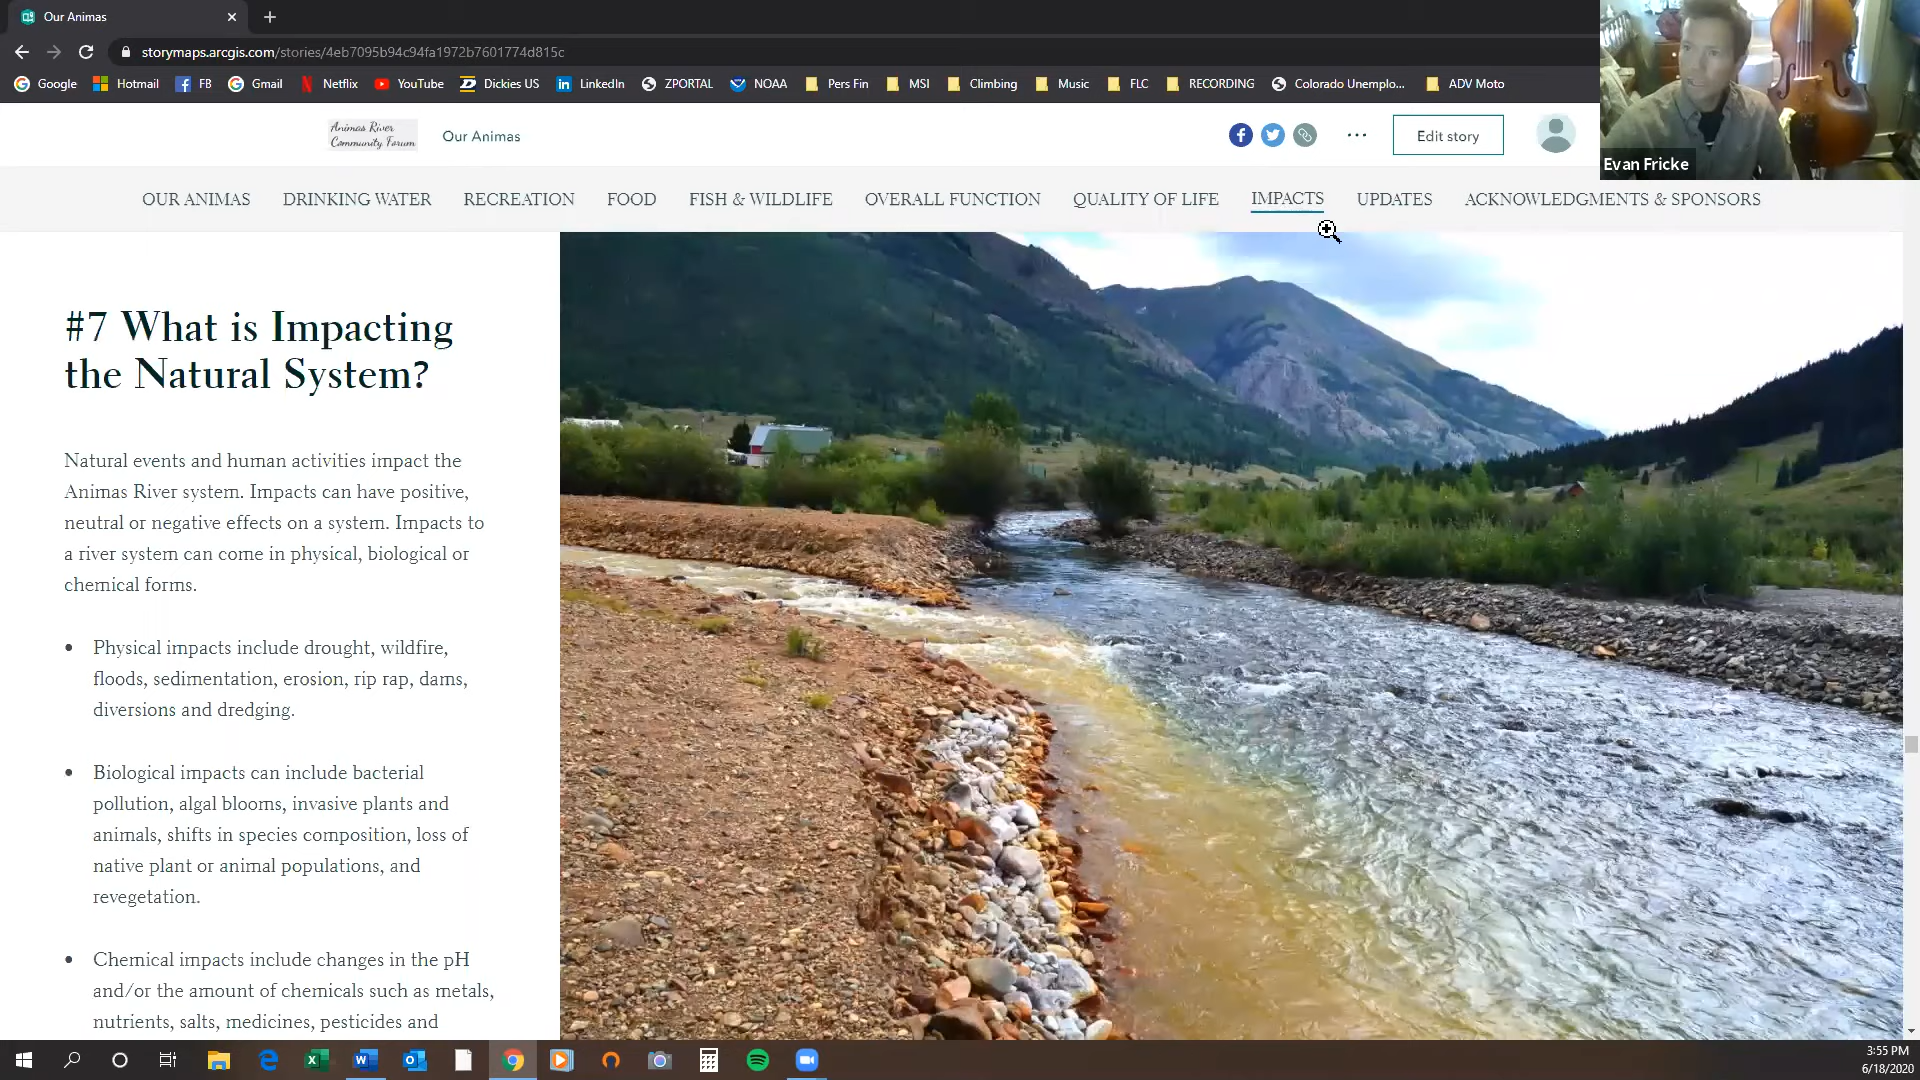 Our Animas
storymaps.arcgis.com/stories/4eb7095b94c94fa1972b7601774d815c
Google Hotmail FB Gmail Netflix YouTube Dickies US LinkedIn ZPORTAL NOAA Pers Fin MSI Climbing Music FLC RECORDING Colorado Unemplo... ADV Moto
Animas River
Community Forum
Our Animas
Edit story
Evan Fricke
OUR ANIMAS DRINKING WATER RECREATION FOOD FISH & WILDLIFE OVERALL FUNCTION QUALITY OF LIFE IMPACTS UPDATES ACKNOWLEDGMENTS & SPONSORS
#7 What is Impacting
the Natural System?
Natural events and human activities impact the
Animas River system. Impacts can have positive,
neutral or negative effects on a system. Impacts to
a river system can come in physical, biological or
chemical forms.
• Physical impacts include drought, wildfire,
floods, sedimentation, erosion, rip rap, dams,
diversions and dredging.
• Biological impacts can include bacterial
pollution, algal blooms, invasive plants and
animals, shifts in species composition, loss of
native plant or animal populations, and
revegetation.
• Chemical impacts include changes in the pH
and/or the amount of chemicals such as metals,
nutrients, salts, medicines, pesticides and
3:55 PM
6/18/2020